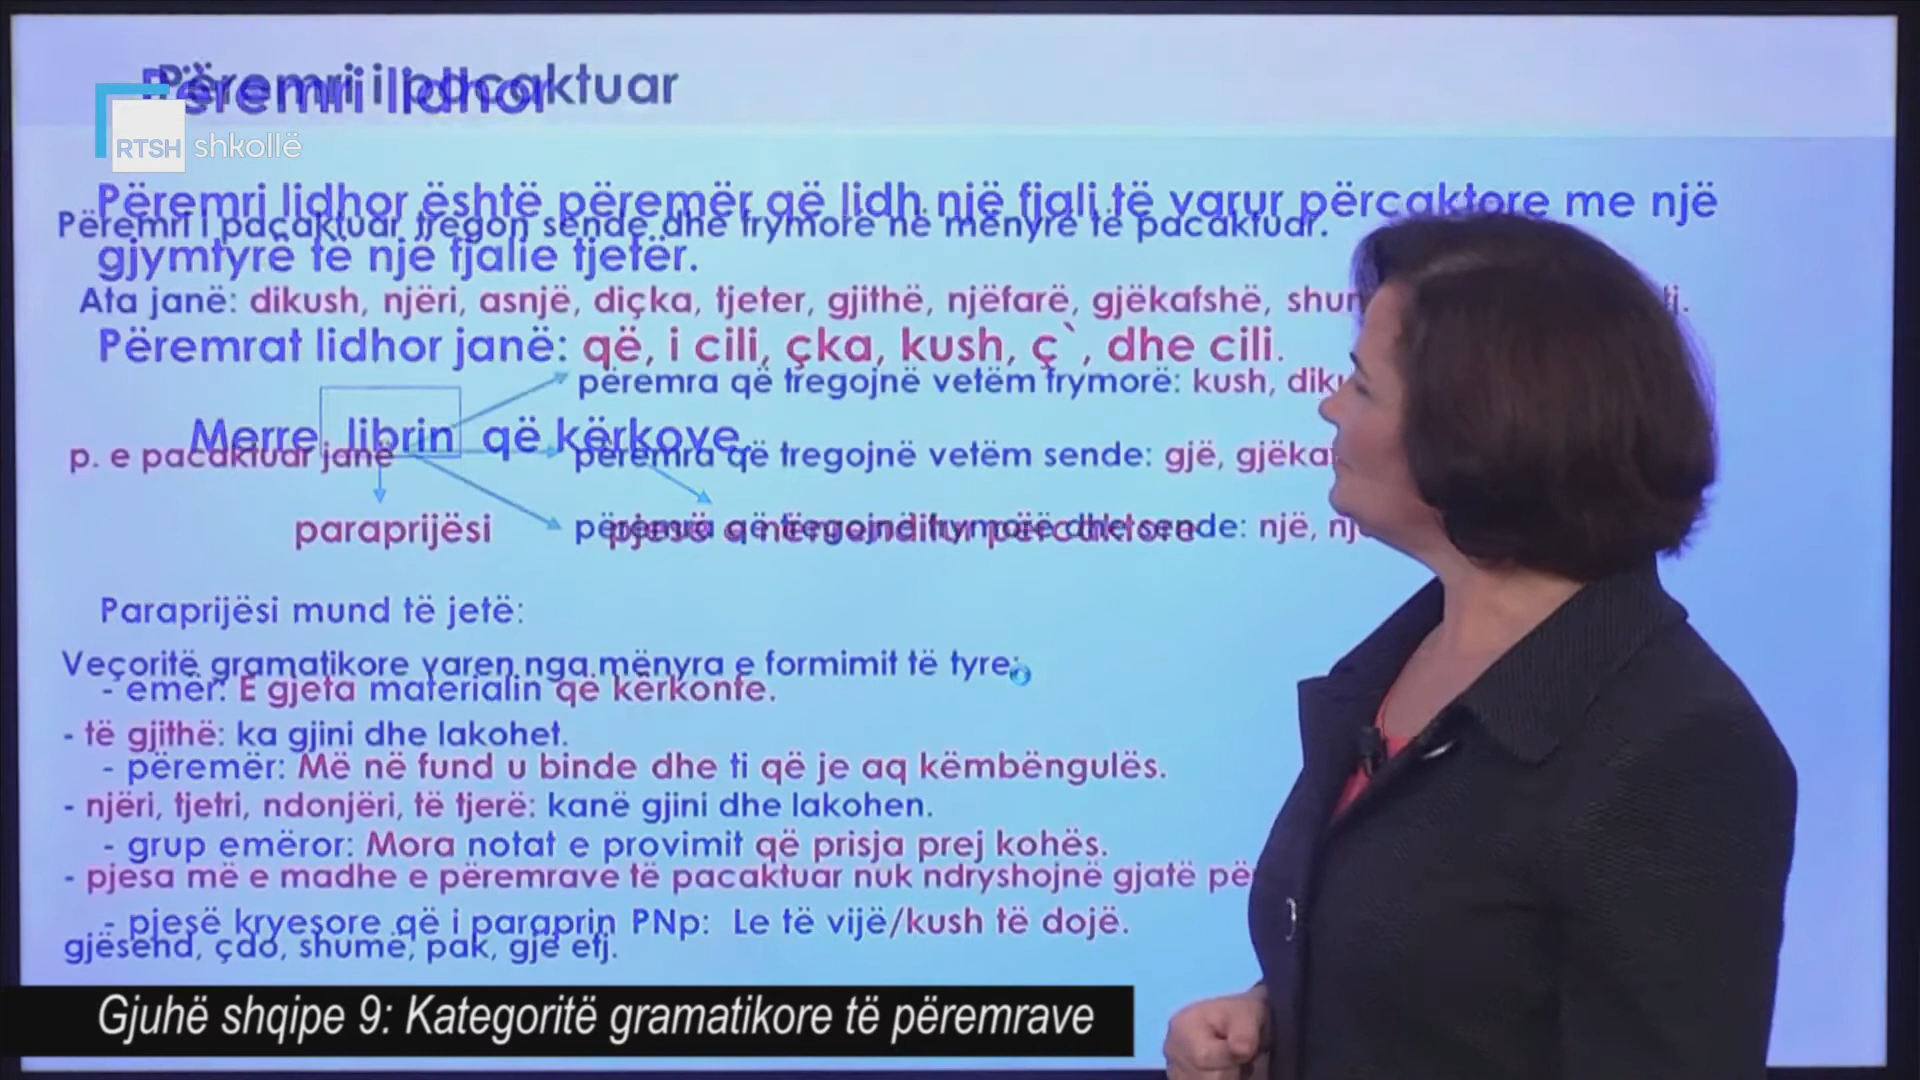 Përemri i pacaktuar
Përemri lidhor
RTSH shkollë
Përemri lidhor është përemër që lidh një fjali të varur përcaktore me një
Përemri i pacaktuar tregon sende dhe frymorë në mënyrë të pacaktuar.
gjymtyrë të një fjalie tjetër.
Ata janë: dikush, njëri, asnjë, diçka, tjeter, gjithë, njëfarë, gjëkafshë,
Përemrat lidhor janë: që, i cili, çka, kush, ç`, dhe cili.
përemra që tregojnë vetëm frymorë: kush,
Merre librin që kërkove.
p. e pacaktuar janë
përemra që tregojnë vetëm sende: gjë,
paraprijësi
përemra që tregojnë frymorë dhe sende: një,
pjesë e nënrenditur përcaktore
Paraprijësi mund të jetë:
Veçoritë gramatikore varen nga mënyra e formimit të tyre:
- emër: E gjeta materialin që kërkonte.
- të gjithë: ka gjini dhe lakohet.
- përemër: Më në fund u binde dhe ti që je aq këmbëngulës.
- njëri, tjetri, ndonjëri, të tjerë: kanë gjini dhe lakohen.
- grup emëror: Mora notat e provimit që prisja prej kohës.
- pjesa më e madhe e përemrave të pacaktuar nuk ndryshojnë gjatë
- pjesë kryesore që i paraprin PNp: Le të vijë/kush të dojë.
gjësend, çdo, shumë, pak, gjë etj.
Gjuhë shqipe 9: Kategoritë gramatikore të përemrave